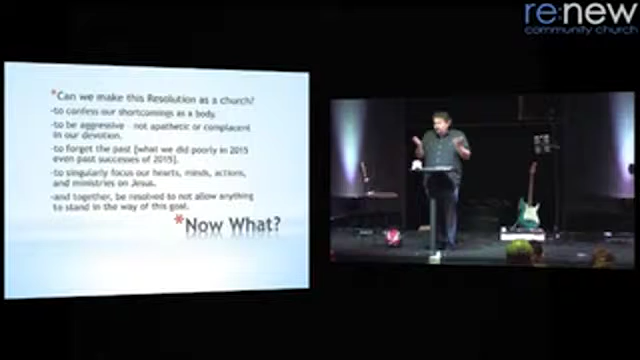 re:new
community church
*Can we make this Resolution as a church?
-to confess our shortcomings as a body.
-to be aggressive - not apathetic or complacent
in our devotion.
-to forget the past [what we did poorly in 2015
even past successes of 2015].
-to singularly focus our hearts, minds, actions,
and ministries on Jesus.
-and together, be resolved to not allow anything
to stand in the way of this goal.
*Now What?